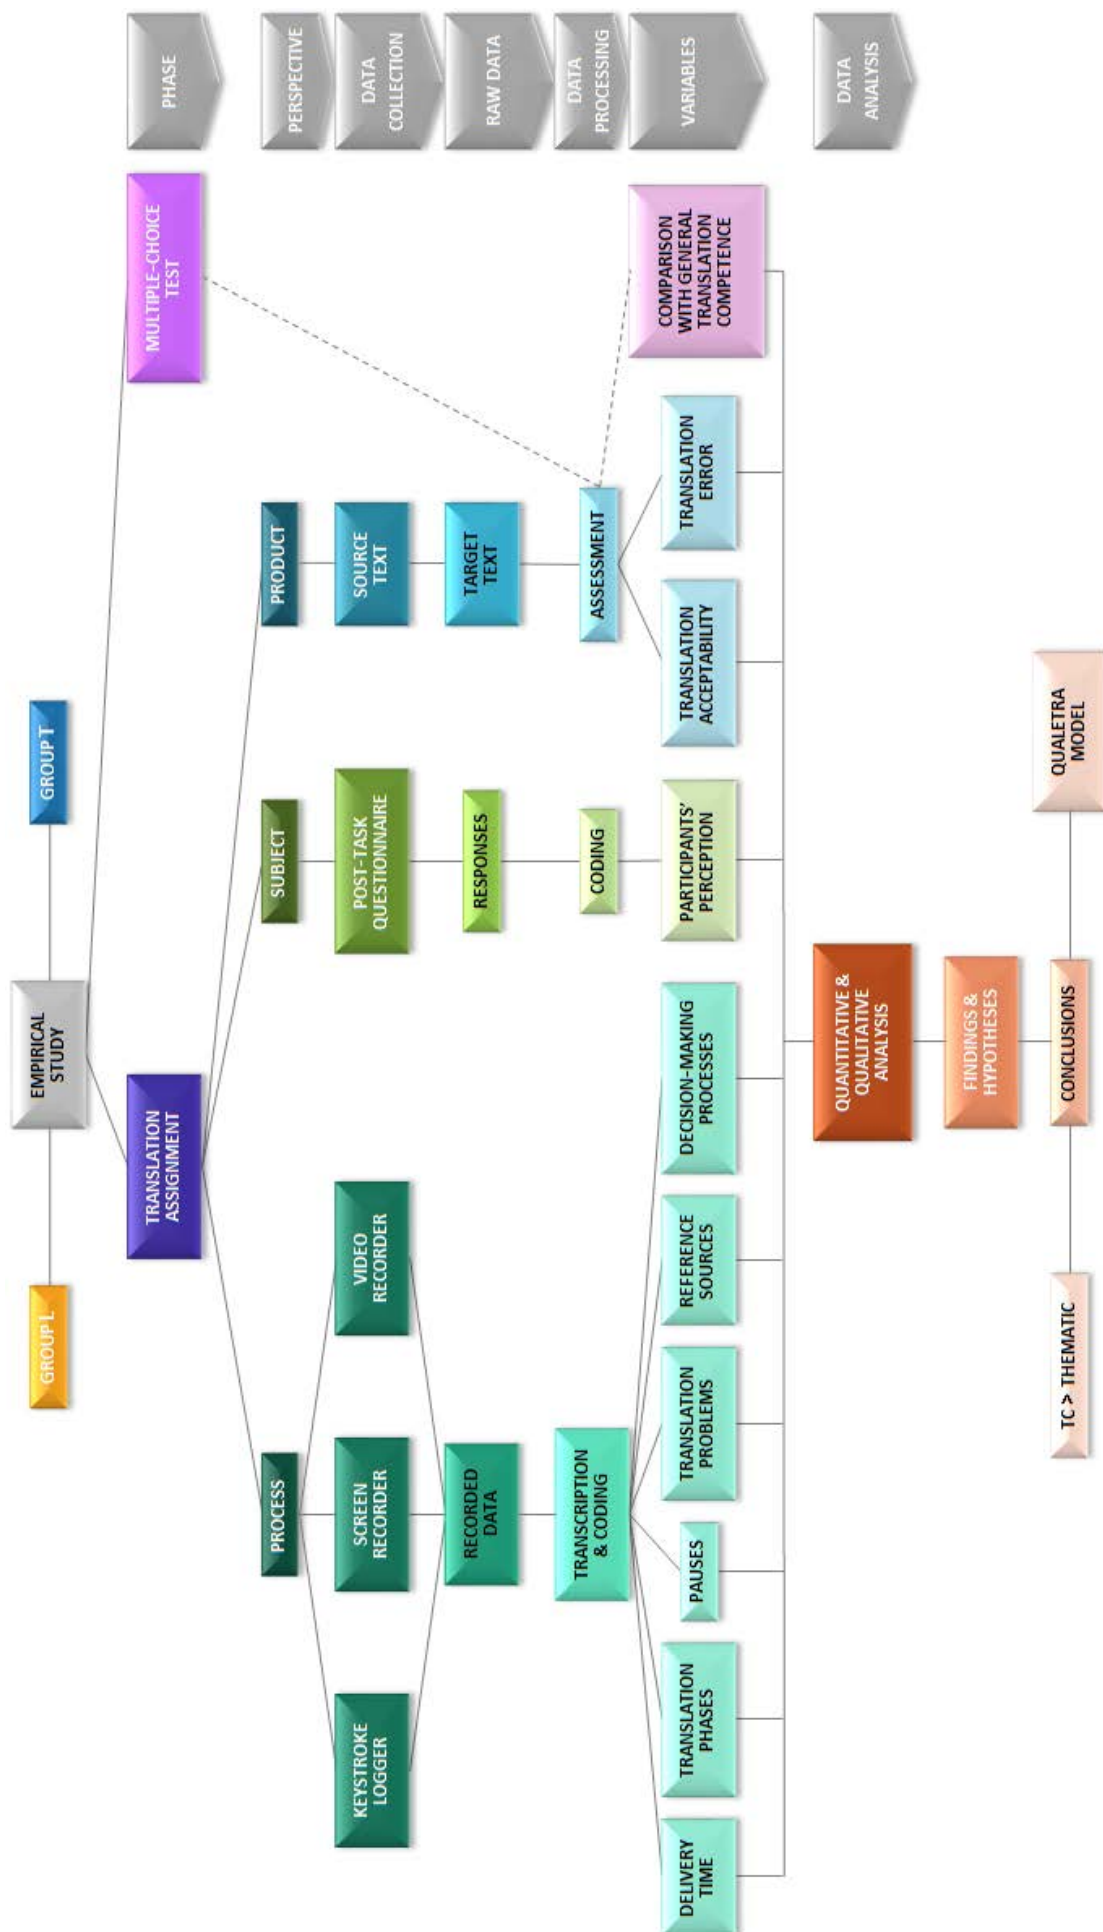 EMPIRICAL
STUDY
GROUP L
GROUP T
PHASE
TRANSLATION
ASSIGNMENT
MULTIPLE-CHOICE
TEST
PERSPECTIVE
PROCESS
SUBJECT
PRODUCT
DATA
COLLECTION
KEYSTROKE
LOGGER
SCREEN
RECORDER
VIDEO
RECORDER
POST-TASK
QUESTIONNAIRE
SOURCE
TEXT
RAW DATA
RECORDED
DATA
RESPONSES
TARGET
TEXT
DATA
PROCESSING
TRANSCRIPTION
& CODING
CODING
ASSESSMENT
VARIABLES
DELIVERY
TIME
TRANSLATION
PHASES
PAUSES
TRANSLATION
PROBLEMS
REFERENCE
SOURCES
DECISION-MAKING
PROCESSES
PARTICIPANTS'
PERCEPTION
TRANSLATION
ACCEPTABILITY
TRANSLATION
ERROR
COMPARISON
WITH GENERAL
TRANSLATION
COMPETENCE
DATA
ANALYSIS
QUANTITATIVE &
QUALITATIVE
ANALYSIS
FINDINGS &
HYPOTHESES
TC > THEMATIC
CONCLUSIONS
QUALETRA
MODEL